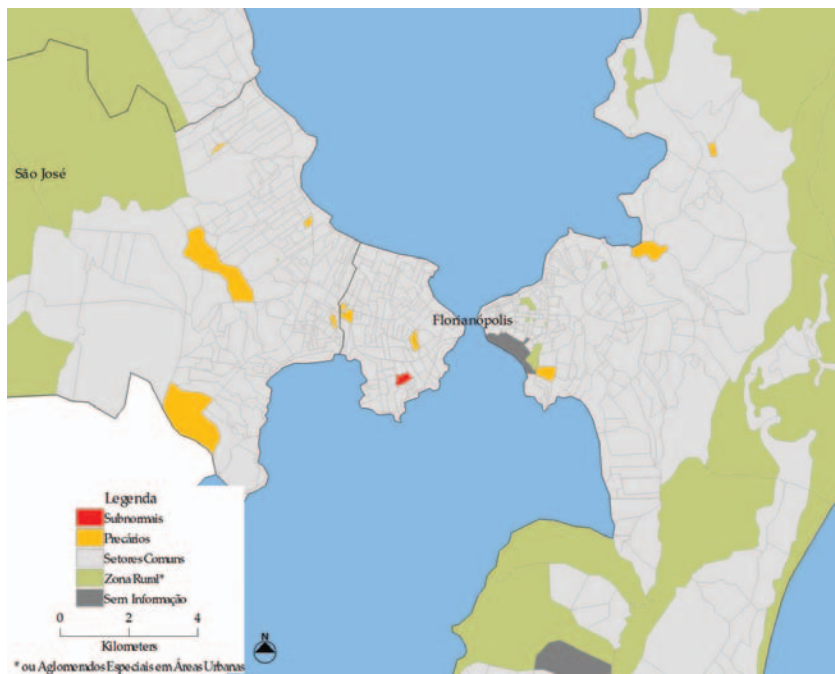 São José
Florianópolis
Legenda
Subnormais
Precários
Setores Comuns
Zona Rural*
Sem Informação
0 2 4
Kilometers
N
* ou Aglomerados Especiais em Áreas Urbanas